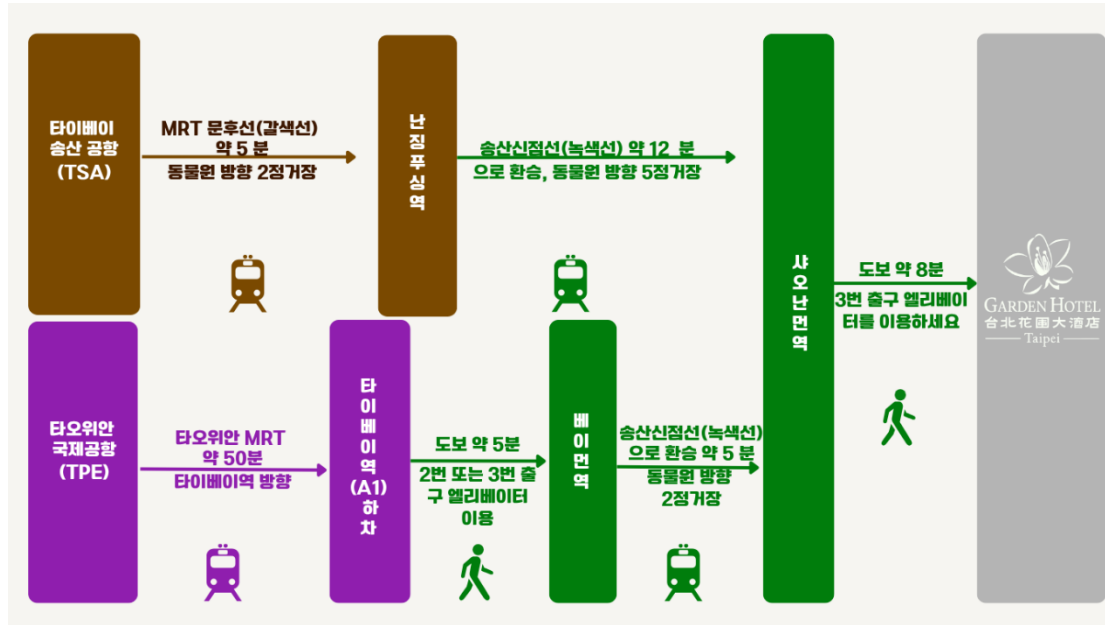 타이베이
송산 공항
(TSA)
MRT 문후선(갈색선)
약 5 분
동물원 방향 2정거장
난징푸싱역
송산신점선(녹색선) 약 12 분
으로 환승, 동물원 방향 5정거장
샤오난먼역
도보 약 8분
3번 출구 엘리베이
터를 이용하세요
GARDEN HOTEL
台北花園大酒店
Taipei
타오위안
국제공항
(TPE)
타오위안 MRT
약 50분
타이베이역 방향
타이베이역(A1)하차
도보 약 5분
2번 또는 3번 출
구 엘리베이터
이용
베이먼역
송산신점선(녹색선)
으로 환승 약 5 분
동물원 방향
2정거장